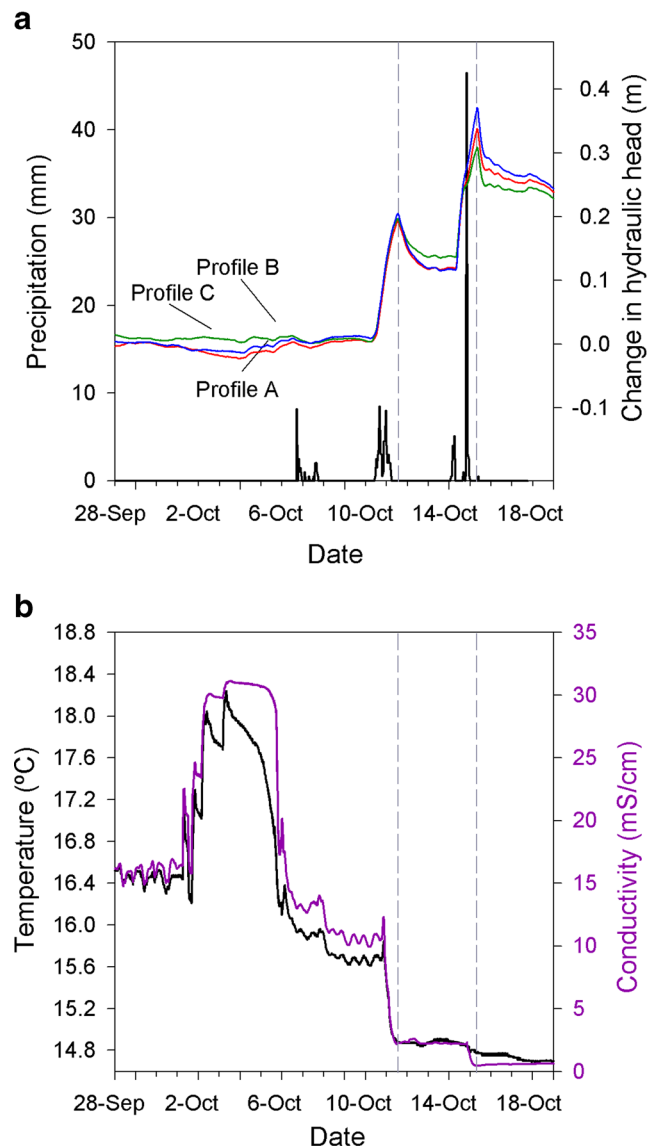 a
Precipitation (mm)
50
40
30
20
10
0
Change in hydraulic head (m)
0.4
0.3
0.2
0.1
0.0
-0.1
Profile B
Profile C
Profile A
28-Sep 2-Oct 6-Oct 10-Oct 14-Oct 18-Oct
Date
b
Temperature (ºC)
18.8
18.4
18.0
17.6
17.2
16.8
16.4
16.0
15.6
15.2
14.8
Conductivity (mS/cm)
35
30
25
20
15
10
5
0
28-Sep 2-Oct 6-Oct 10-Oct 14-Oct 18-Oct
Date